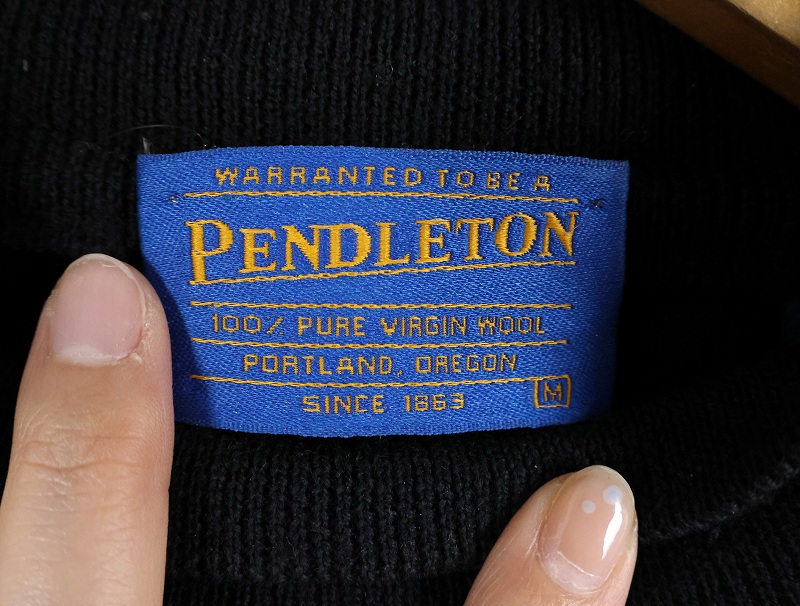 WARRANTED TO BE A
PENDLETON
100/ PURE VIRGIN WOOL
PORTLAND, OREGON
SINCE 1863
M